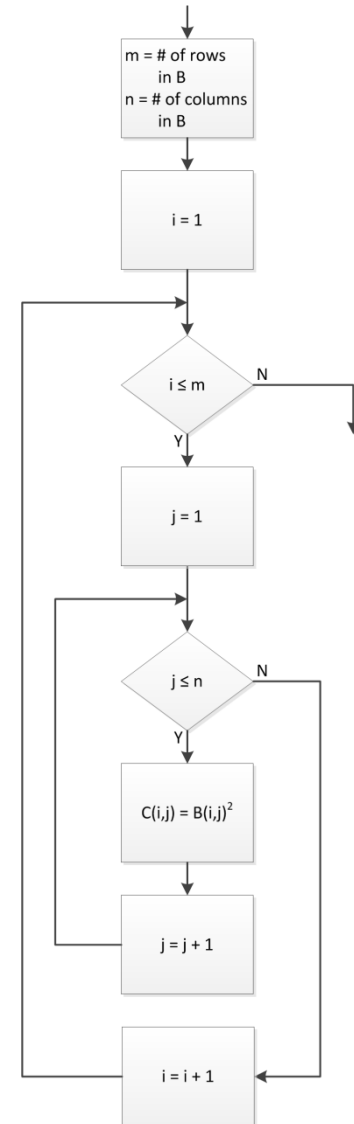 m = # of rows
in B
n = # of columns
in B
i = 1
i ≤ m
N
Y
j = 1
j ≤ n
N
Y
C(i,j) = B(i,j)²
j = j + 1
i = i + 1